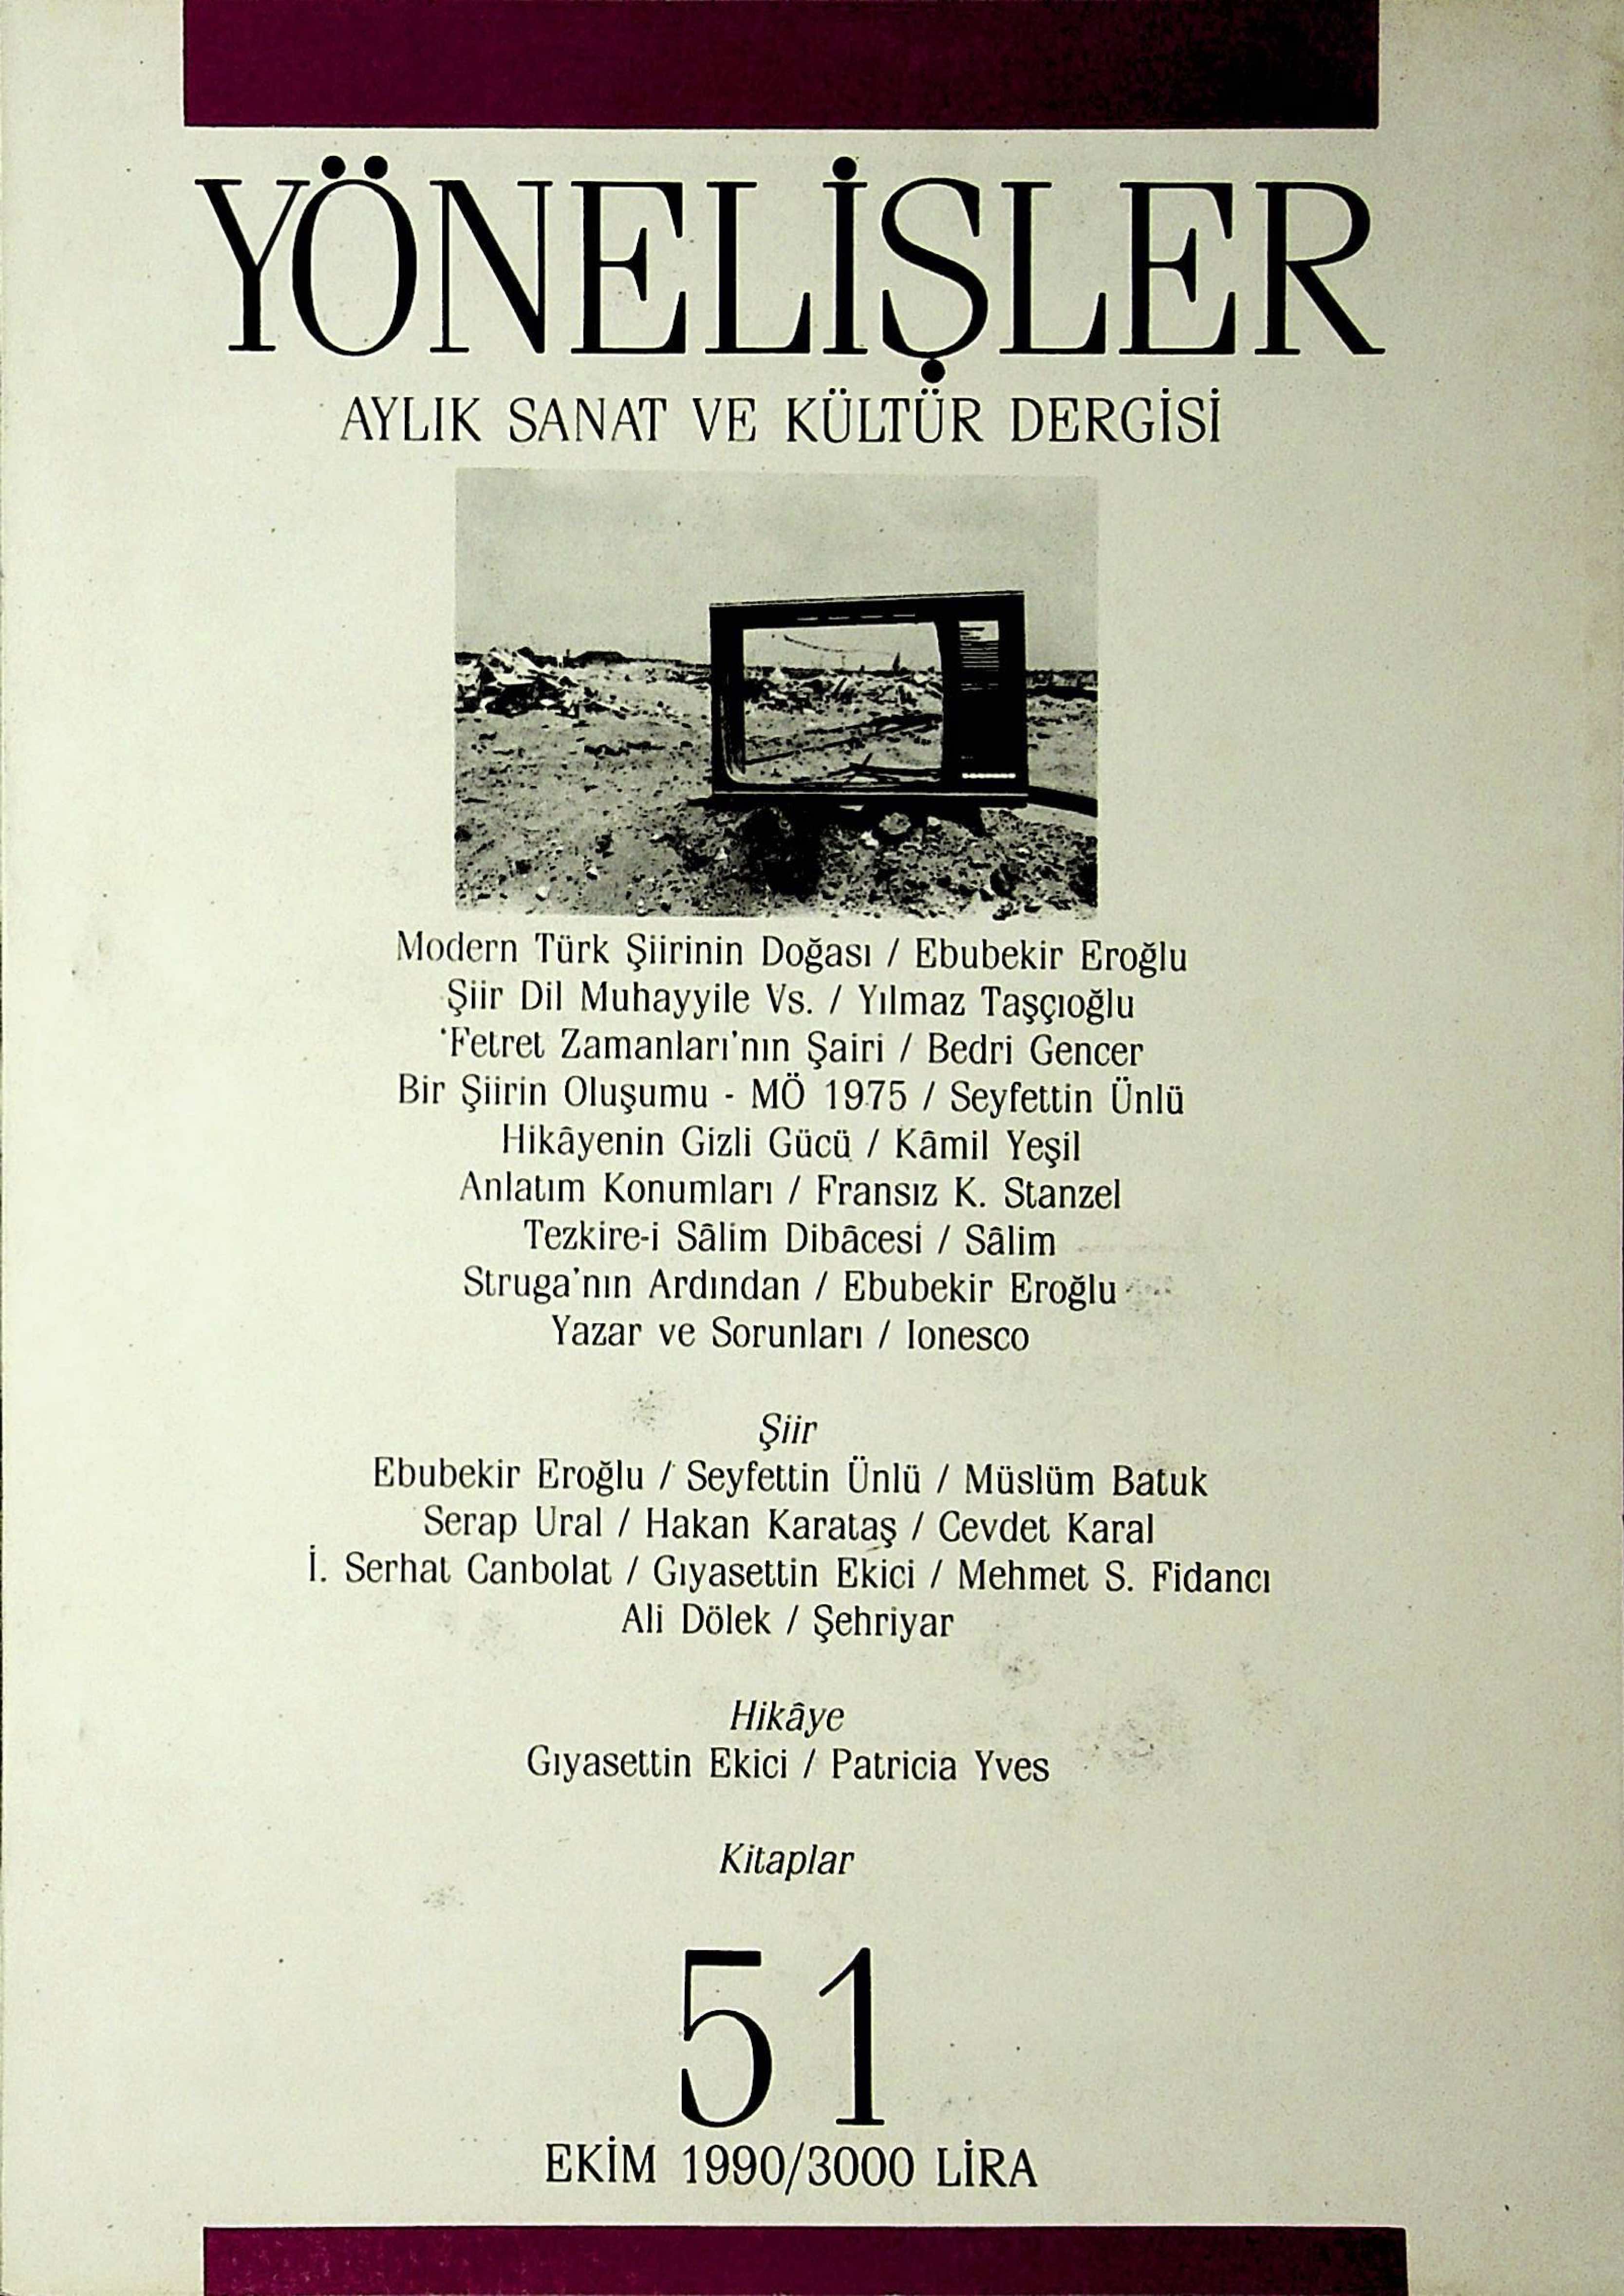 YÖNELİŞLER
AYLIK SANAT VE KÜLTÜR DERGİSİ
Modern Türk Şiirinin Doğası / Ebubekir Eroğlu
Şiir Dil Muhayyile Vs. / Yılmaz Taşçıoğlu
'Fetret Zamanları'nın Şairi / Bedri Gencer
Bir Şiirin Oluşumu - MÖ 1975 / Seyfettin Ünlü
Hikâyenin Gizli Gücü / Kâmil Yeşil
Anlatım Konumları / Fransız K. Stanzel
Tezkire-i Sâlim Dibâcesi / Sâlim
Struga'nın Ardından / Ebubekir Eroğlu
Yazar ve Sorunları / Ionesco
Şiir
Ebubekir Eroğlu / Seyfettin Ünlü / Müslüm Batuk
Serap Ural / Hakan Karataş / Cevdet Karal
İ. Serhat Canbolat / Gıyasettin Ekici / Mehmet S. Fidancı
Ali Dölek / Şehriyar
Hikâye
Gıyasettin Ekici / Patricia Yves
Kitaplar
51
EKİM 1990/3000 LİRA